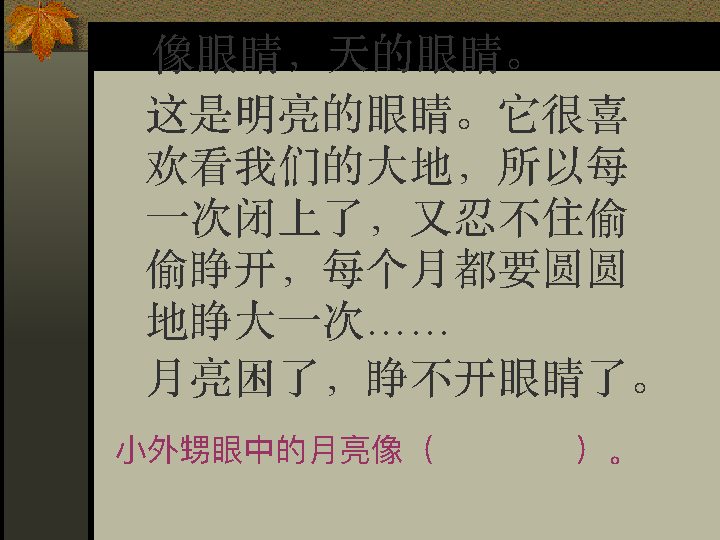 像眼睛，天的眼睛。
这是明亮的眼睛。它很喜
欢看我们的大地，所以每
一次闭上了，又忍不住偷
偷睁开，每个月都要圆圆
地睁大一次……
月亮困了，睁不开眼睛了。
小外甥眼中的月亮像（　　　　）。